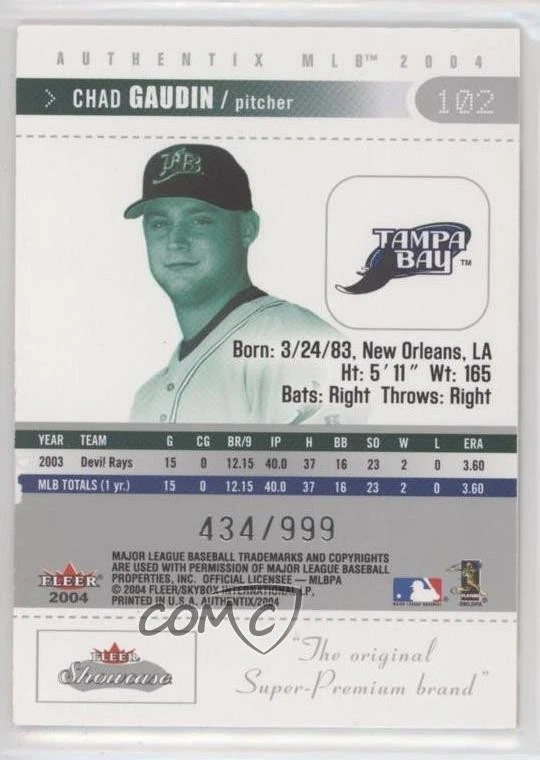 AUTHENTIX MLB™ 2004
CHAD GAUDIN / pitcher
102
TB
TAMPA BAY ™
Born: 3/24/83, New Orleans, LA
Ht: 5' 11" Wt: 165
Bats: Right Throws: Right
YEAR TEAM G CG BR/9 IP H BB SO W L ERA
2003 Devil Rays 15 0 12.15 40.0 37 16 23 2 0 3.60
MLB TOTALS (1 yr.) 15 0 12.15 40.0 37 16 23 2 0 3.60
434/999
MAJOR LEAGUE BASEBALL TRADEMARKS AND COPYRIGHTS
ARE USED WITH PERMISSION OF MAJOR LEAGUE BASEBALL
PROPERTIES, INC. OFFICIAL LICENSEE — MLBPA
© 2004 FLEER/SKYBOX INTERNATIONAL LP,
PRINTED IN U.S.A. AUTHENTIX/2004
FLEER
2004
COMC
FLEER
Showcase
"The original
Super-Premium brand"